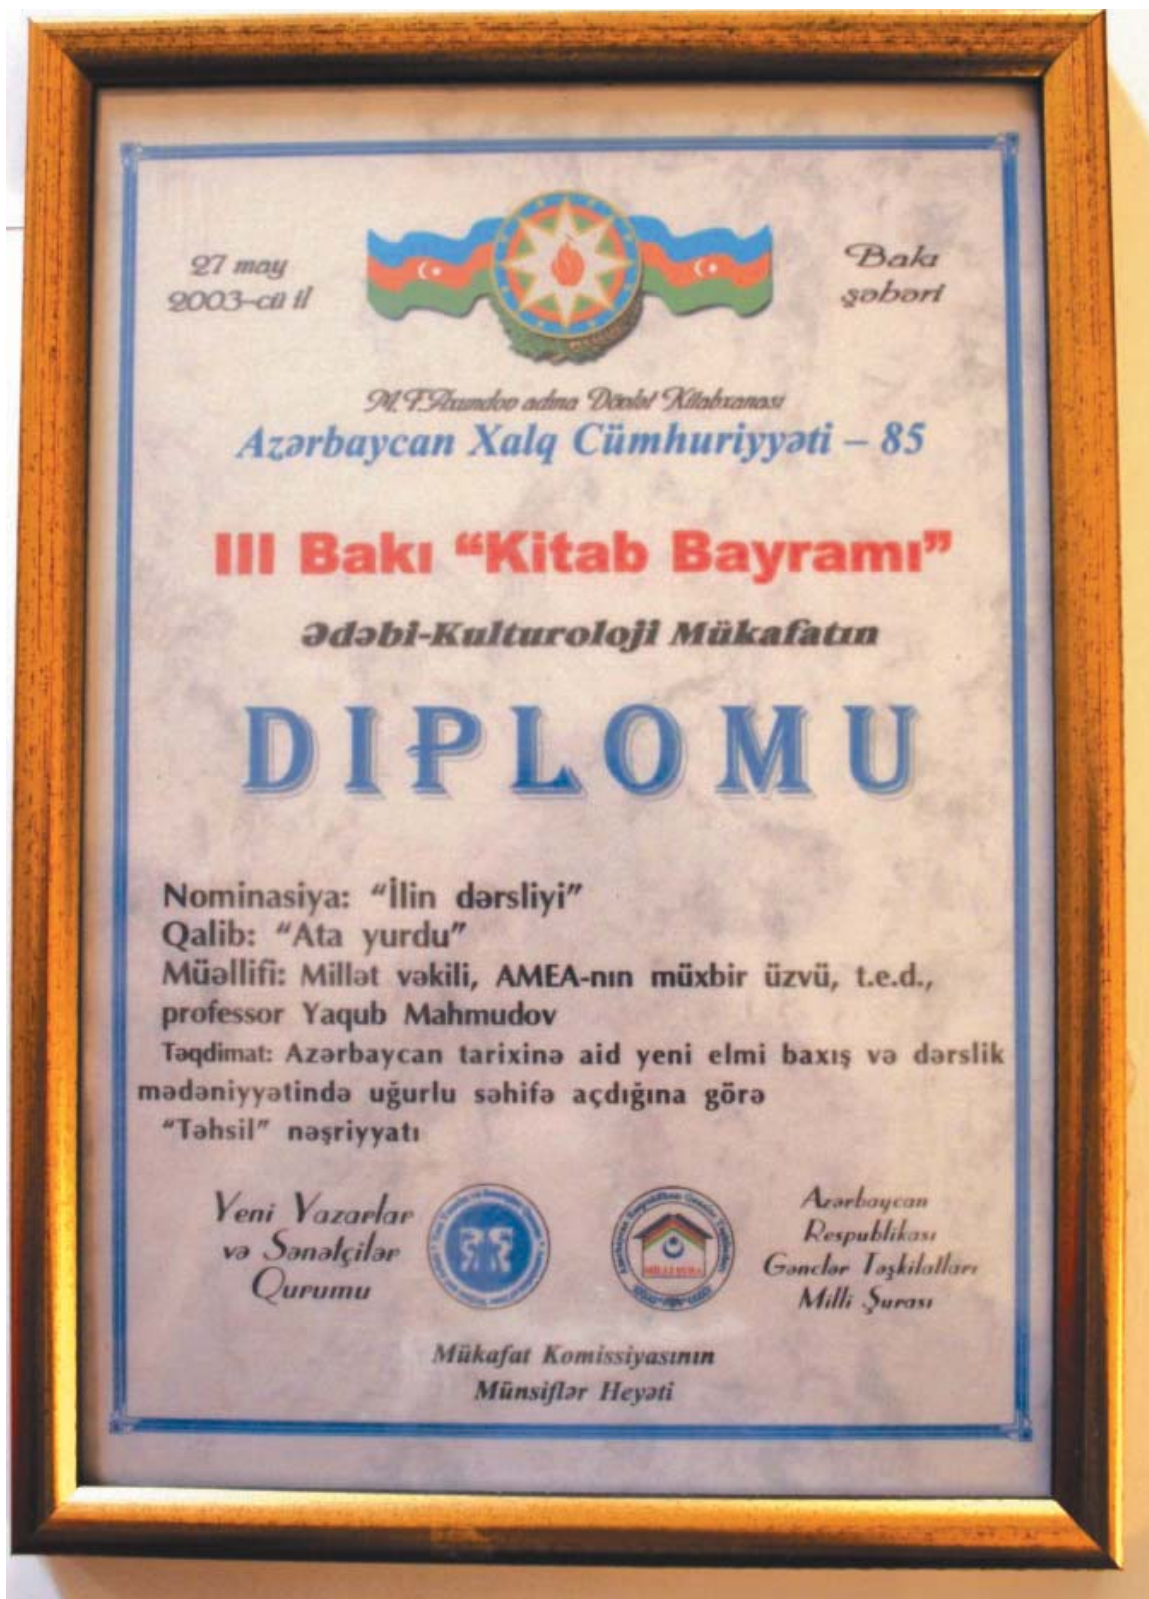 27 may
2003-cü il
Bakı
şəhəri
M.F.Axundov adına Dövlət Kitabxanası
Azərbaycan Xalq Cümhuriyyəti – 85
III Bakı “Kitab Bayramı”
Ədəbi-Kulturoloji Mükafatın
DIPLOMU
Nominasiya: “İlin dərsliyi”
Qalib: “Ata yurdu”
Müəllifi: Millət vəkili, AMEA-nın müxbir üzvü, t.e.d.,
professor Yaqub Mahmudov
Təqdimat: Azərbaycan tarixinə aid yeni elmi baxış və dərslik
mədəniyyətində uğurlu səhifə açdığına görə
“Təhsil” nəşriyyatı
Yeni Yazarlar
və Sənətçilər
Qurumu
MİLLİ ŞURA
Azərbaycan
Respublikası
Gənclər Təşkilatları
Milli Şurası
Mükafat Komissiyasının
Münsiflər Heyəti